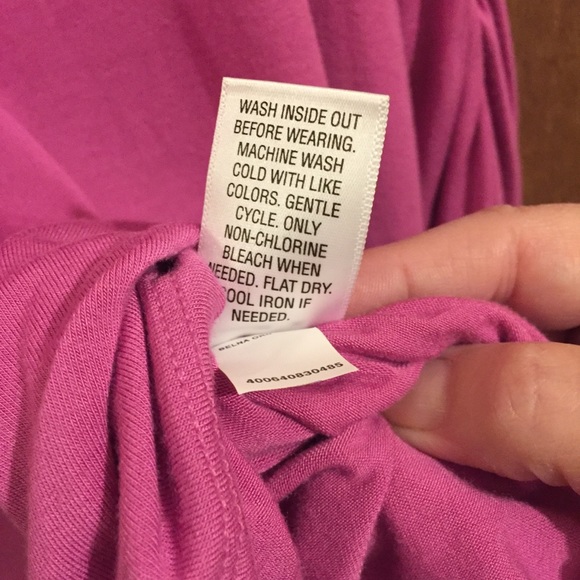 WASH INSIDE OUT
BEFORE WEARING.
MACHINE WASH
COLD WITH LIKE
COLORS. GENTLE
CYCLE. ONLY
NON-CHLORINE
BLEACH WHEN
FLAT DRY.
IRON IF
NEEDED.
400640830485